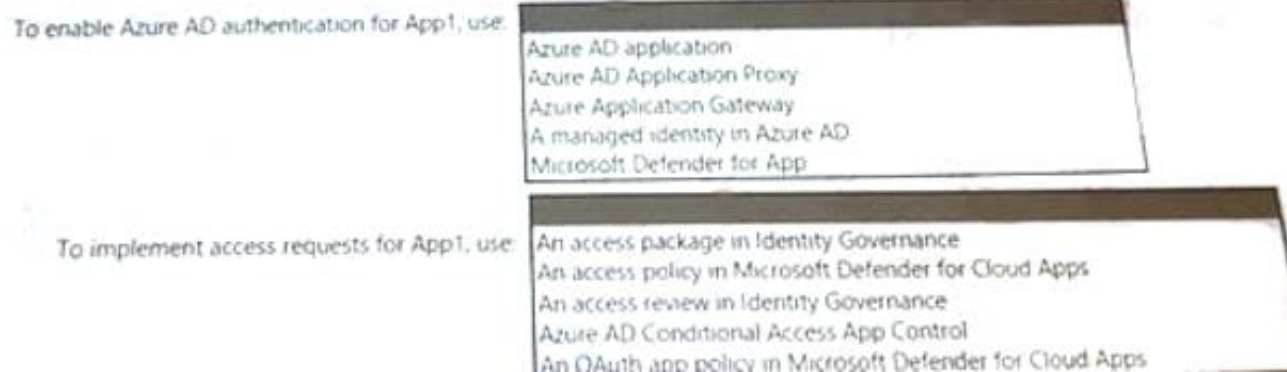 To enable Azure AD authentication for App1, use:
Azure AD application
Azure AD Application Proxy
Azure Application Gateway
A managed identity in Azure AD
Microsoft Defender for App
To implement access requests for App1, use:
An access package in Identity Governance
An access policy in Microsoft Defender for Cloud Apps
An access review in Identity Governance
Azure AD Conditional Access App Control
An OAuth app policy in Microsoft Defender for Cloud Apps